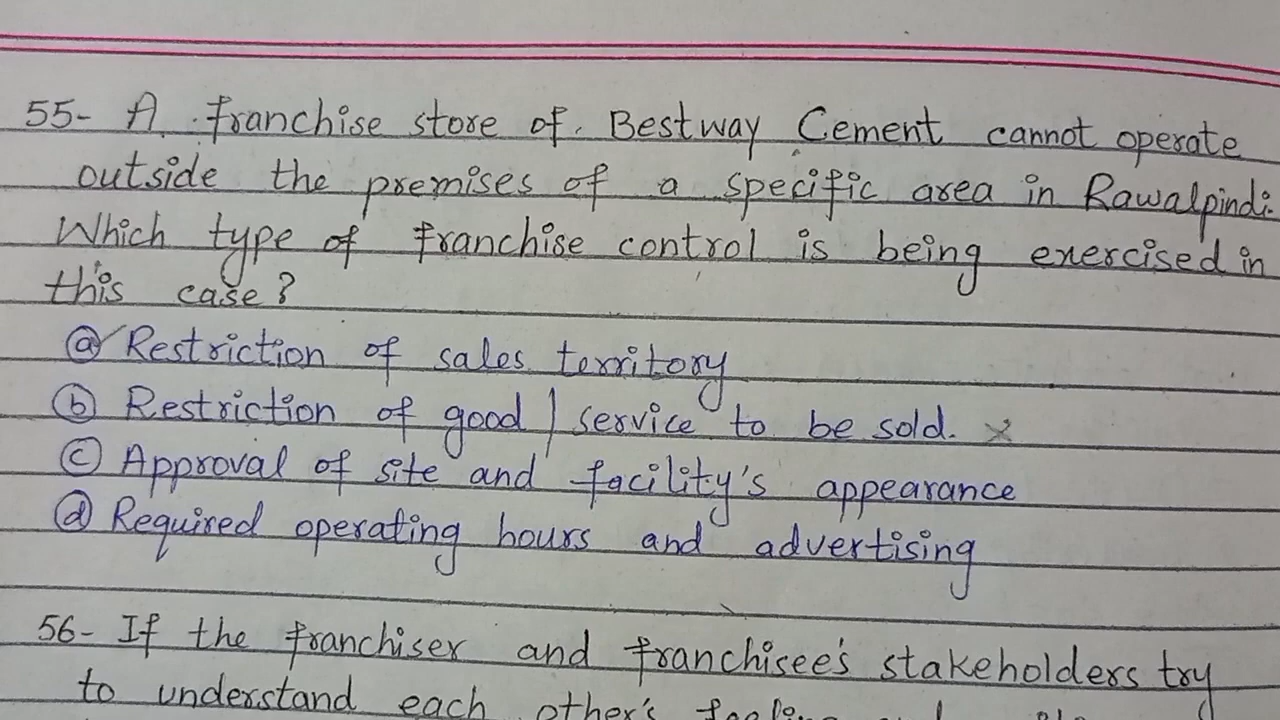 55- A franchise store of Bestway Cement cannot operate
outside the premises of a specific area in Rawalpindi.
Which type of franchise control is being exercised in
this case?
(a) Restriction of sales territory
(b) Restriction of good / service to be sold. ×
(c) Approval of site and facility's appearance
(d) Required operating hours and advertising
56- If the franchiser and franchisee's stakeholders try
to understand each other's